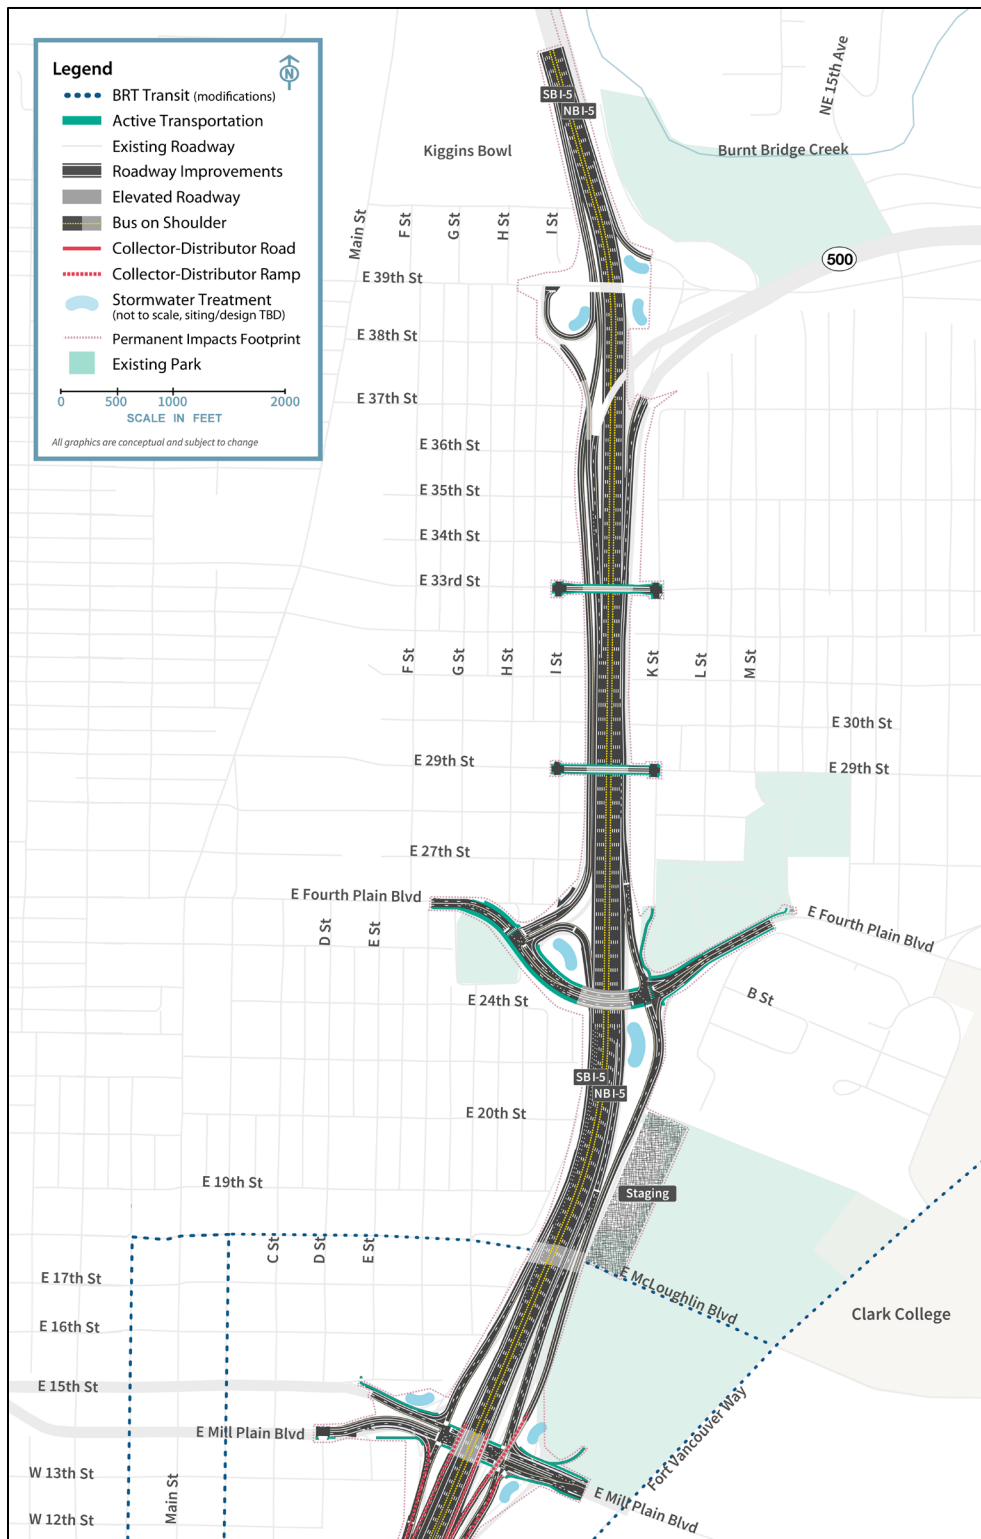 Legend
N
BRT Transit (modifications)
Active Transportation
Existing Roadway
Roadway Improvements
Elevated Roadway
Bus on Shoulder
Collector-Distributor Road
Collector-Distributor Ramp
Stormwater Treatment
(not to scale, siting/design TBD)
Permanent Impacts Footprint
Existing Park
0 500 1000 2000
SCALE IN FEET
All graphics are conceptual and subject to change
SB I-5
NB I-5
NE 15th Ave
Kiggins Bowl
Burnt Bridge Creek
Main St
F St
G St
H St
I St
500
E 39th St
E 38th St
E 37th St
E 36th St
E 35th St
E 34th St
E 33rd St
F St
G St
H St
I St
K St
L St
M St
E 30th St
E 29th St
E 29th St
E 27th St
E Fourth Plain Blvd
D St
E St
E Fourth Plain Blvd
E 24th St
B St
SB I-5
NB I-5
E 20th St
E 19th St
Staging
C St
D St
E St
E 17th St
E McLoughlin Blvd
Clark College
E 16th St
E 15th St
E Mill Plain Blvd
Fort Vancouver Way
W 13th St
Main St
E Mill Plain Blvd
W 12th St